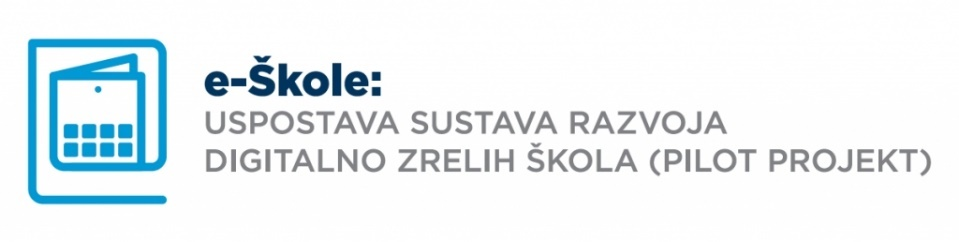 e-Škole:
USPOSTAVA SUSTAVA RAZVOJA
DIGITALNO ZRELIH ŠKOLA (PILOT PROJEKT)